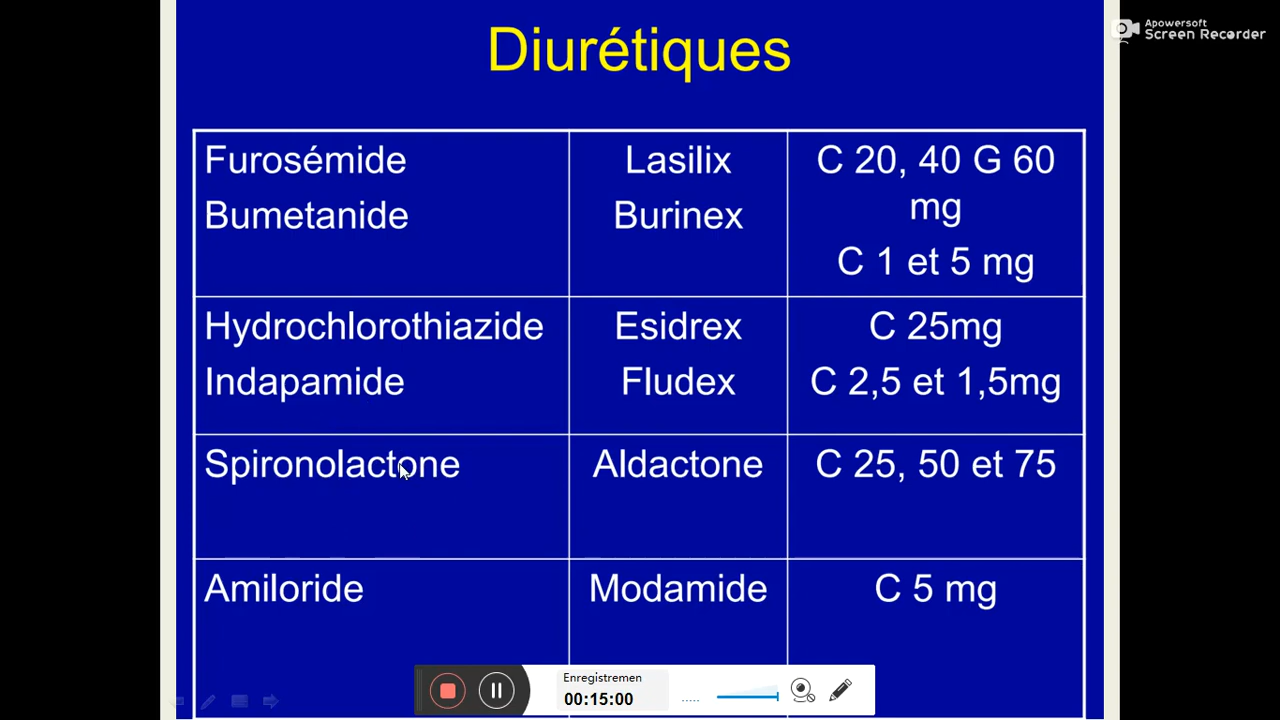 Apowersoft
Screen Recorder
Diurétiques
Furosémide
Bumetanide
Lasilix
Burinex
C 20, 40 G 60
mg
C 1 et 5 mg
Hydrochlorothiazide
Indapamide
Esidrex
Fludex
C 25mg
C 2,5 et 1,5mg
Spironolactone
Aldactone
C 25, 50 et 75
Amiloride
Modamide
C 5 mg
Enregistremen
00:15:00